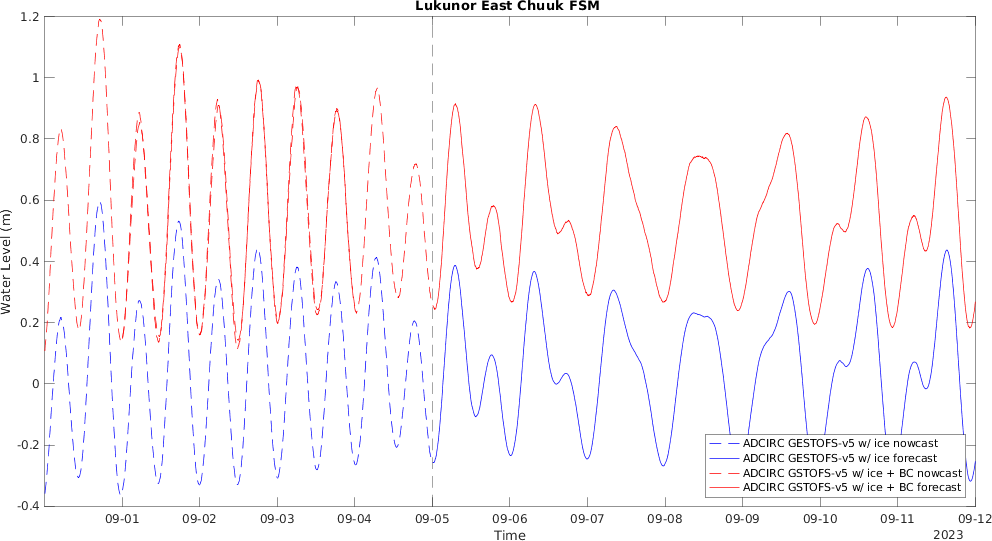 Lukunor East Chuuk FSM
Water Level (m)
1.2
1
0.8
0.6
0.4
0.2
0
-0.2
-0.4
ADCIRC GESTOFS-v5 w/ ice nowcast
ADCIRC GESTOFS-v5 w/ ice forecast
ADCIRC GSTOFS-v5 w/ ice + BC nowcast
ADCIRC GSTOFS-v5 w/ ice + BC forecast
09-01 09-02 09-03 09-04 09-05 09-06 09-07 09-08 09-09 09-10 09-11 09-12
Time
2023